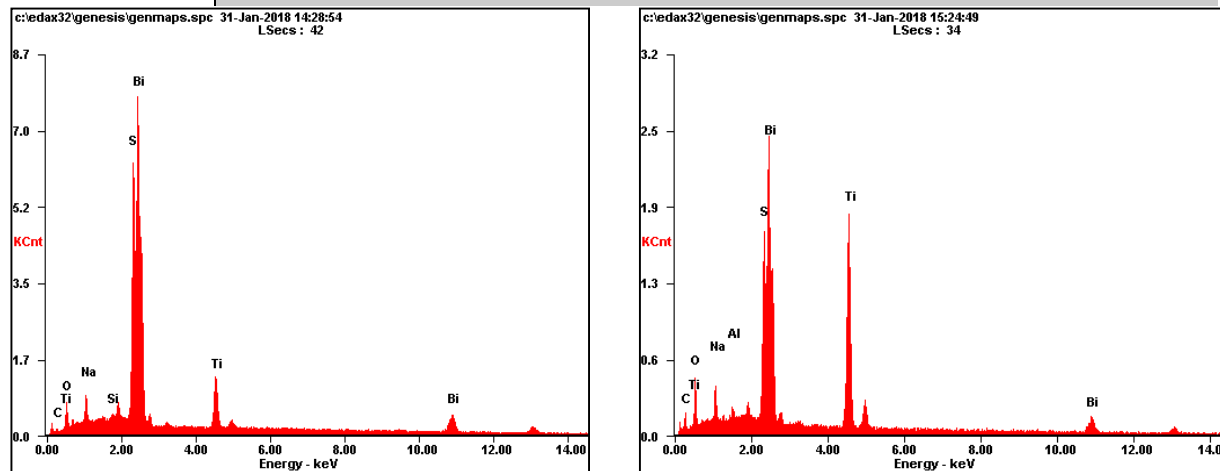 c:\edax32\genesis\genmaps.spc 31-Jan-2018 14:28:54
LSecs : 42
8.7
7.0
5.2
KCnt
3.5
1.7
0.0
Bi
S
Ti
Na
O
Ti
C
Si
Bi
0.00 2.00 4.00 6.00 8.00 10.00 12.00 14.00
Energy - keV
c:\edax32\genesis\genmaps.spc 31-Jan-2018 15:24:49
LSecs : 34
3.2
2.5
1.9
KCnt
1.3
0.6
0.0
Bi
Ti
S
Al
Na
O
Ti
C
Bi
0.00 2.00 4.00 6.00 8.00 10.00 12.00 14.0
Energy - keV